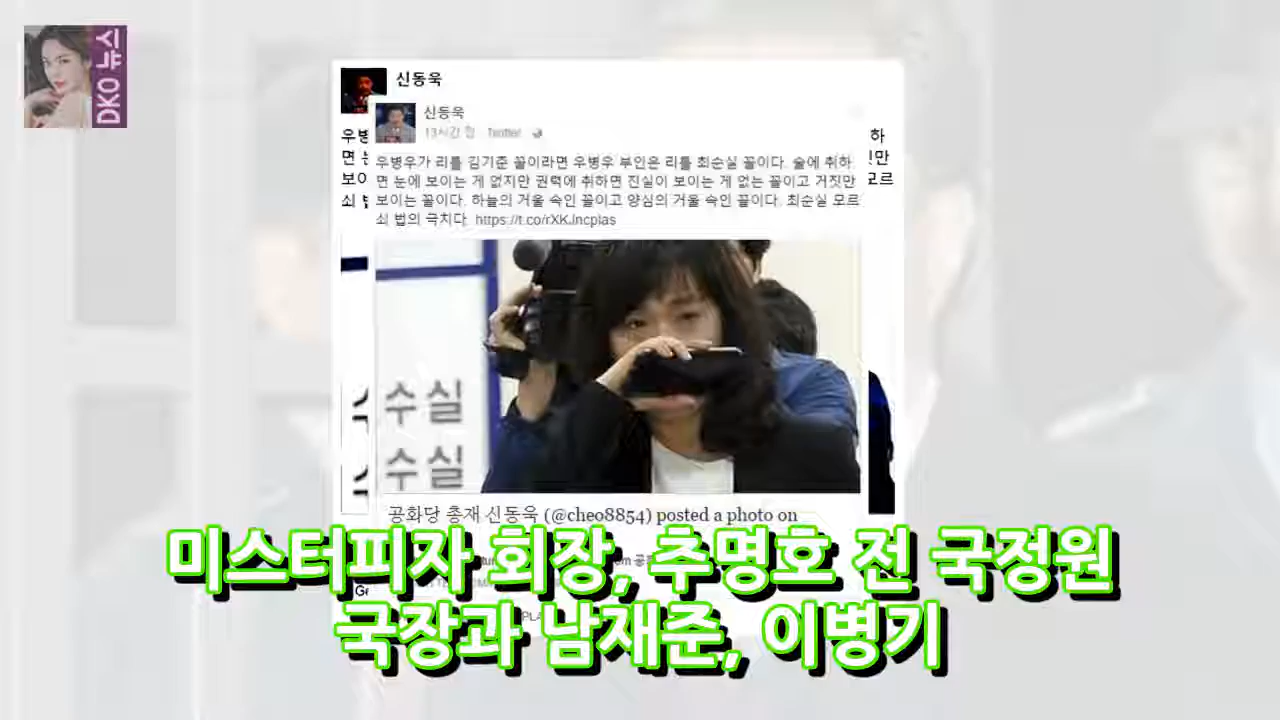 DKO 뉴스
신동욱
신동욱
13시간 전 Twitter
우병우가 리틀 김기춘 꼴이라면 우병우 부인은 리틀 최순실 꼴이다. 술에 취하
면 눈에 보이는 게 없지만 권력에 취하면 진실이 보이는 게 없는 꼴이고 거짓만
보이는 꼴이다. 하늘의 거울 속인 꼴이고 양심의 거울 속인 꼴이다. 최순실 모르
쇠 법의 극치다. https://t.co/rXKJncplas
수실
수실
공화당 총재 신동욱 (@cheo8854) posted a photo on
미스터피자 회장, 추명호 전 국정원
국장과 남재준, 이병기